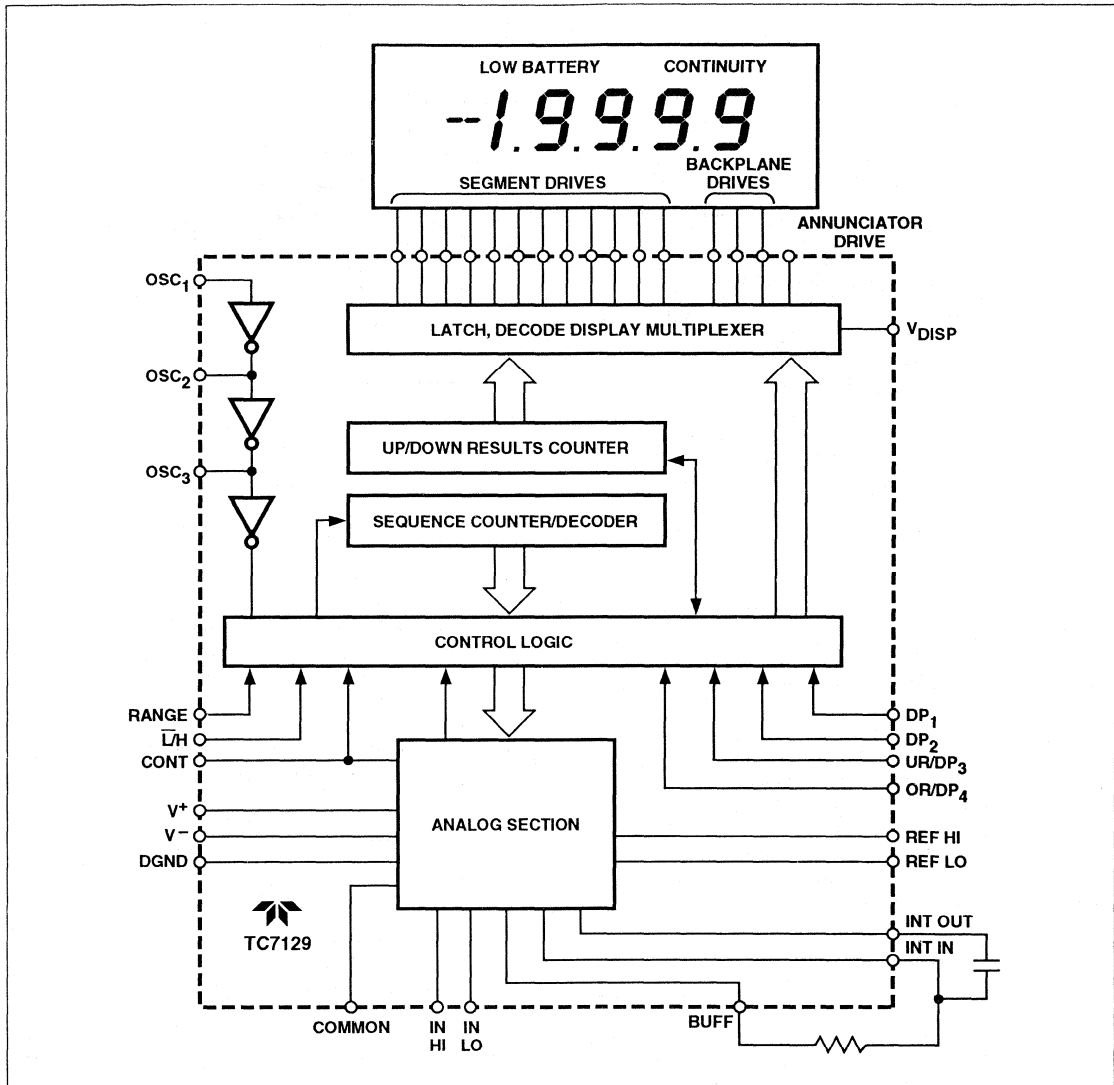 LOW BATTERY CONTINUITY
-1.9.9.9.9
SEGMENT DRIVES
BACKPLANE
DRIVES
ANNUNCIATOR
DRIVE
OSC1
LATCH, DECODE DISPLAY MULTIPLEXER
VDISP
OSC2
UP/DOWN RESULTS COUNTER
OSC3
SEQUENCE COUNTER/DECODER
CONTROL LOGIC
RANGE
L̅/H
CONT
DP1
DP2
UR/DP3
OR/DP4
V+
V−
DGND
ANALOG SECTION
REF HI
REF LO
TC7129
INT OUT
INT IN
COMMON
IN
HI
IN
LO
BUFF